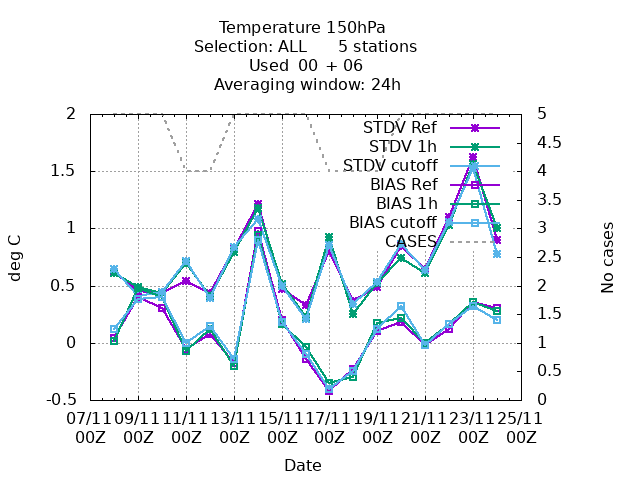 Temperature 150hPa
Selection: ALL      5 stations
Used  00 + 06
Averaging window: 24h
2
1.5
1
0.5
0
-0.5
deg C
5
4.5
4
3.5
3
2.5
2
1.5
1
0.5
0
No cases
STDV Ref
STDV 1h
STDV cutoff
BIAS Ref
BIAS 1h
BIAS cutoff
CASES
07/11 09/11 11/11 13/11 15/11 17/11 19/11 21/11 23/11 25/11
00Z 00Z 00Z 00Z 00Z 00Z 00Z 00Z 00Z 00Z
Date